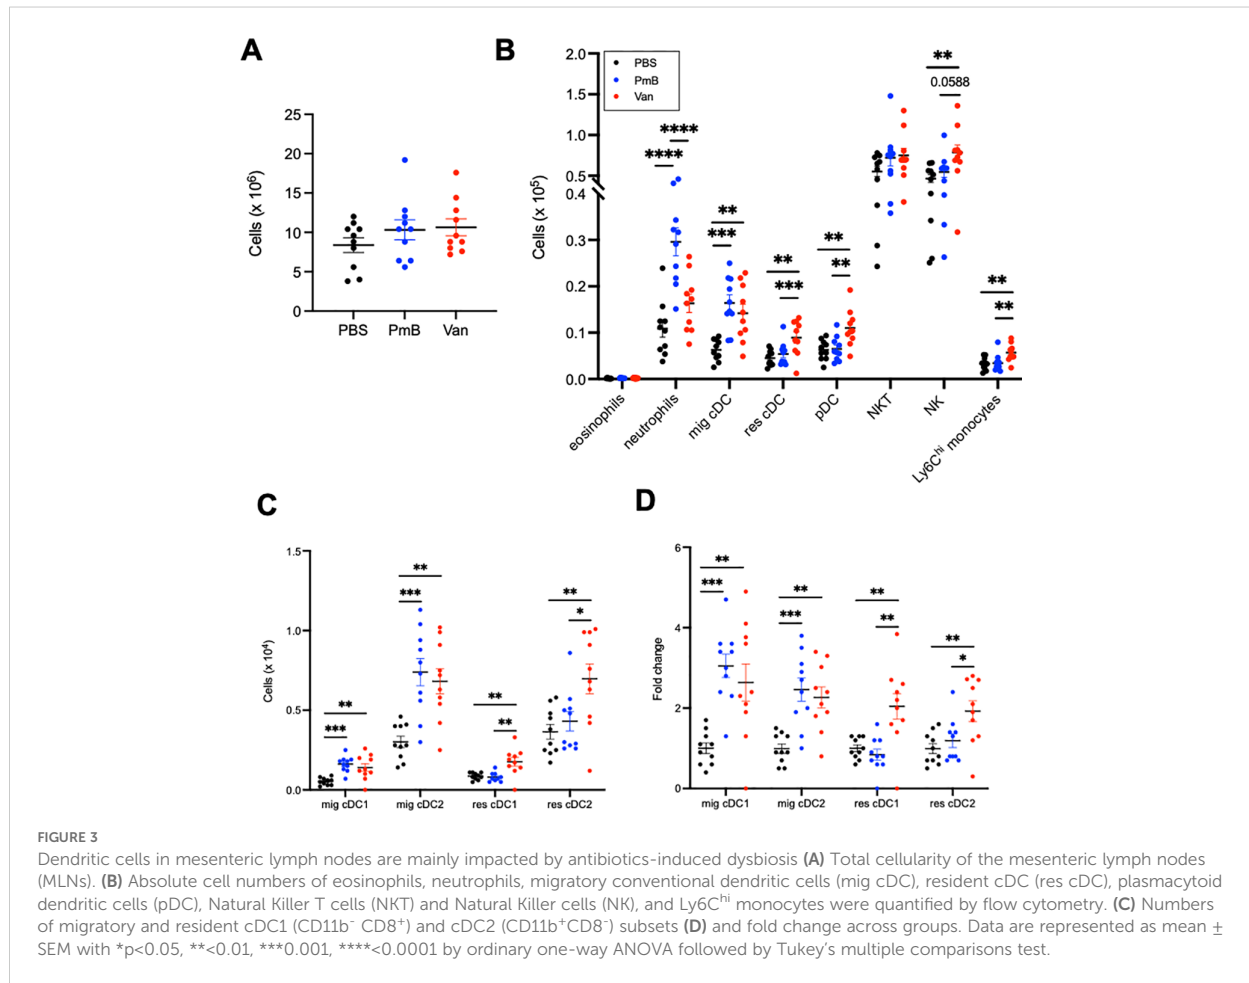 A
Cells (x 10⁶)
25
20
15
10
5
0
PBS
PmB
Van
B
Cells (x 10⁵)
2.0
1.5
1.0
0.5
0.4
0.3
0.2
0.1
0.0
PBS
PmB
Van
****
****
**
***
**
***
**
**
**
0.0588
**
**
eosinophils
neutrophils
mig cDC
res cDC
pDC
NKT
NK
Ly6Cʰⁱ monocytes
C
Cells (x 10⁴)
1.5
1.0
0.5
0.0
**
***
**
***
**
**
**
*
mig cDC1
mig cDC2
res cDC1
res cDC2
D
Fold change
6
4
2
0
**
***
**
***
**
**
**
*
mig cDC1
mig cDC2
res cDC1
res cDC2
FIGURE 3
Dendritic cells in mesenteric lymph nodes are mainly impacted by antibiotics-induced dysbiosis (A) Total cellularity of the mesenteric lymph nodes
(MLNs). (B) Absolute cell numbers of eosinophils, neutrophils, migratory conventional dendritic cells (mig cDC), resident cDC (res cDC), plasmacytoid
dendritic cells (pDC), Natural Killer T cells (NKT) and Natural Killer cells (NK), and Ly6Cʰⁱ monocytes were quantified by flow cytometry. (C) Numbers
of migratory and resident cDC1 (CD11b⁻ CD8⁺) and cDC2 (CD11b⁺CD8⁻) subsets (D) and fold change across groups. Data are represented as mean ±
SEM with *p<0.05, **<0.01, ***0.001, ****<0.0001 by ordinary one-way ANOVA followed by Tukey's multiple comparisons test.